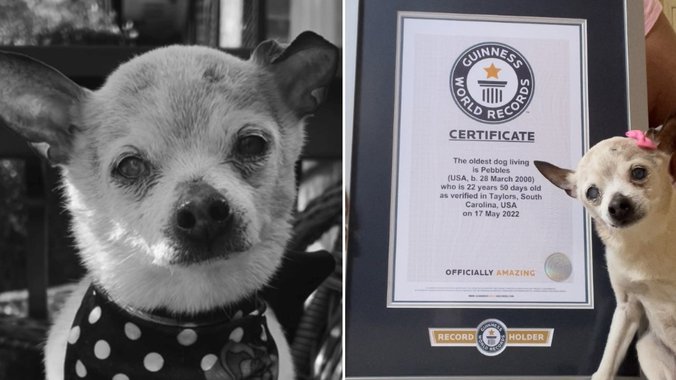 GUINNESS
WORLD RECORDS
CERTIFICATE
The oldest dog living
is Pebbles
(USA, b. 28 March 2000)
who is 22 years 50 days old
as verified in Taylors, South
Carolina, USA
on 17 May 2022
OFFICIALLY AMAZING
RECORD HOLDER